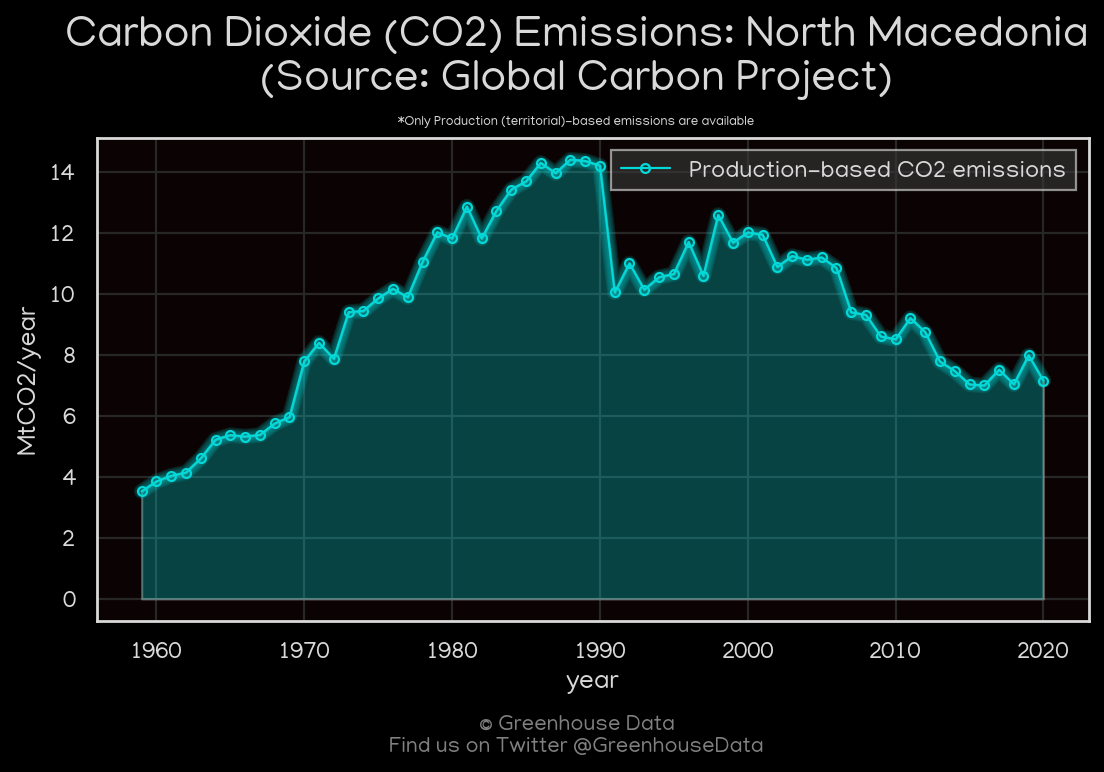 Carbon Dioxide (CO2) Emissions: North Macedonia
(Source: Global Carbon Project)
*Only Production (territorial)-based emissions are available
Production-based CO2 emissions
MtCO2/year
14
12
10
8
6
4
2
0
1960 1970 1980 1990 2000 2010 2020
year
© Greenhouse Data
Find us on Twitter @GreenhouseData